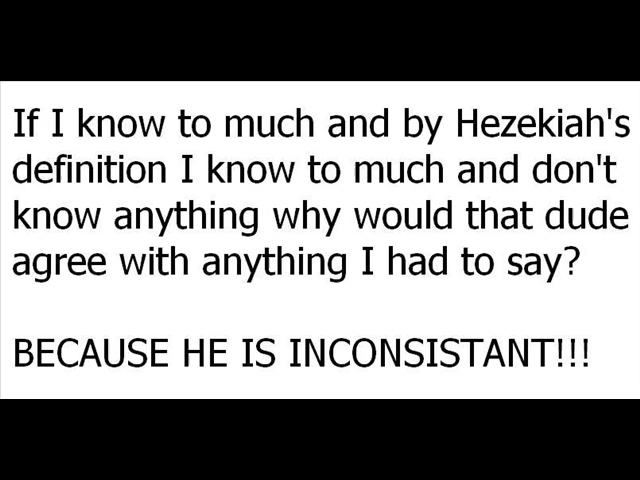 If I know to much and by Hezekiah's
definition I know to much and don't
know anything why would that dude
agree with anything I had to say?
BECAUSE HE IS INCONSISTANT!!!